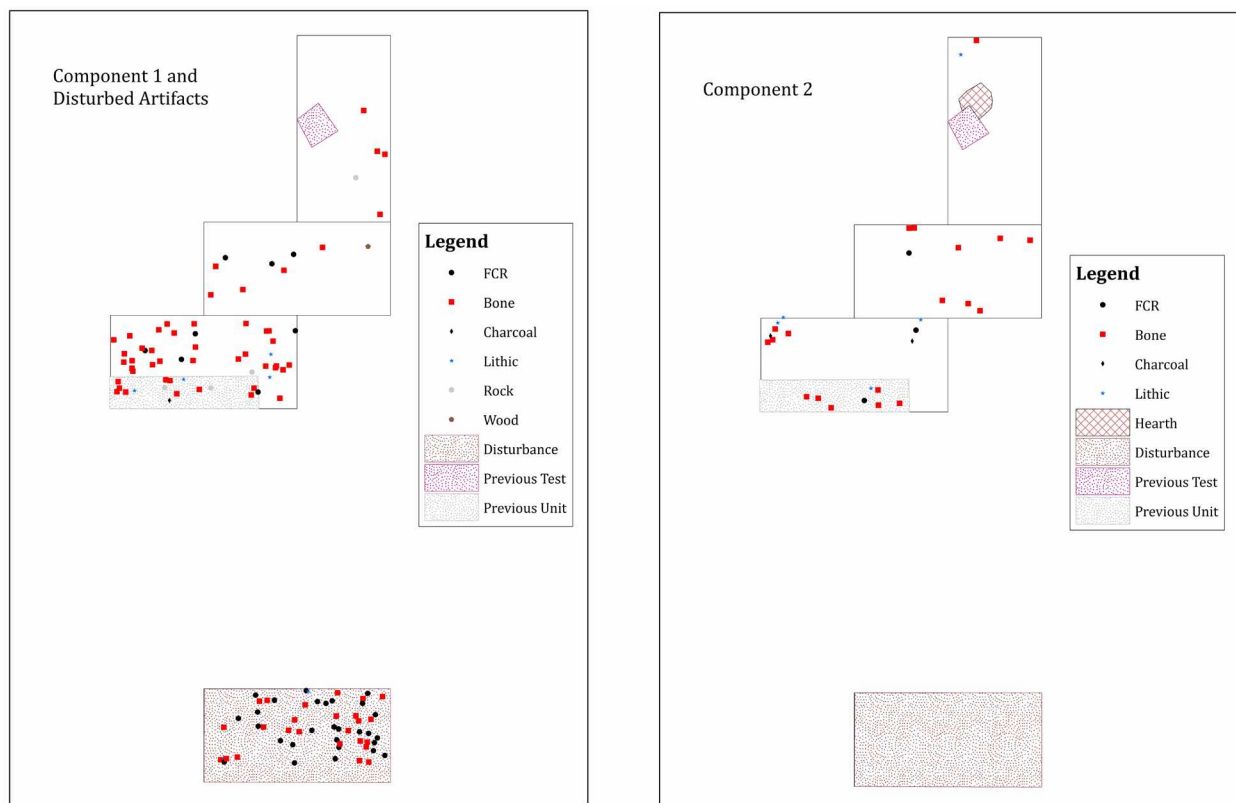 Component 1 and
Disturbed Artifacts
Legend
FCR
Bone
Charcoal
Lithic
Rock
Wood
Disturbance
Previous Test
Previous Unit
Component 2
Legend
FCR
Bone
Charcoal
Lithic
Hearth
Disturbance
Previous Test
Previous Unit